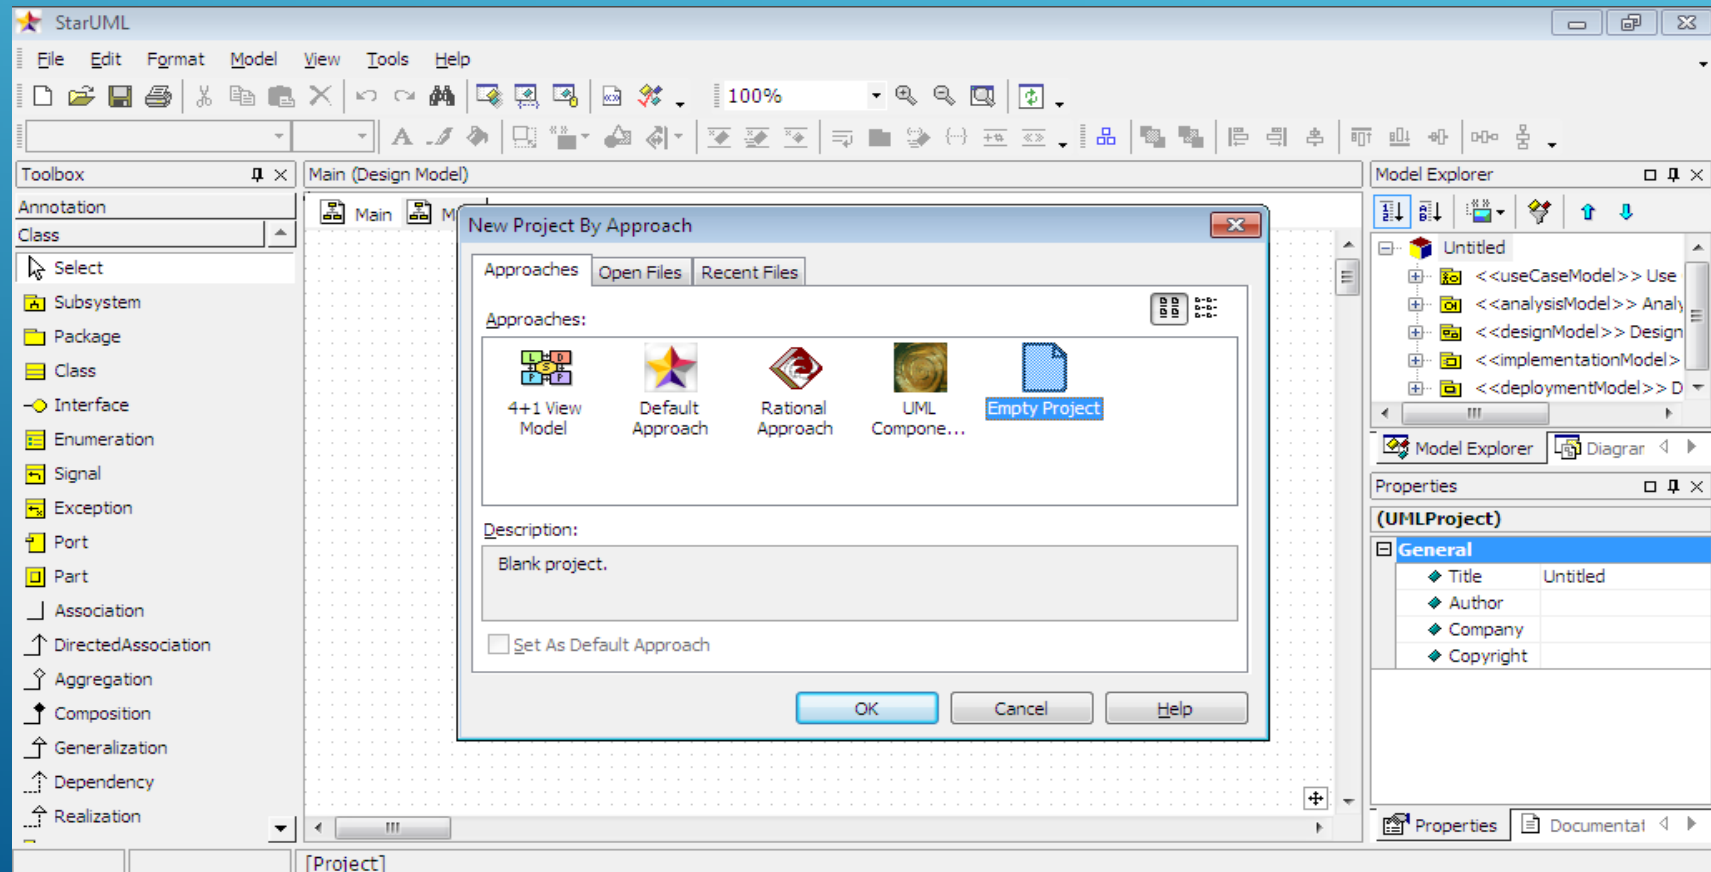 StarUML
File Edit Format Model View Tools Help
100%
Toolbox
Main (Design Model)
Model Explorer
Annotation
Class
Select
Subsystem
Package
Class
Interface
Enumeration
Signal
Exception
Port
Part
Association
DirectedAssociation
Aggregation
Composition
Generalization
Dependency
Realization
Main
New Project By Approach
Approaches Open Files Recent Files
Approaches:
4+1 View Model
Default Approach
Rational Approach
UML Compone...
Empty Project
Description:
Blank project.
Set As Default Approach
OK Cancel Help
Untitled
<<useCaseModel>> Use
<<analysisModel>> Analy
<<designModel>> Design
<<implementationModel>
<<deploymentModel>> D
Model Explorer Diagrar
Properties
(UMLProject)
General
Title Untitled
Author
Company
Copyright
Properties Documentat
[Project]